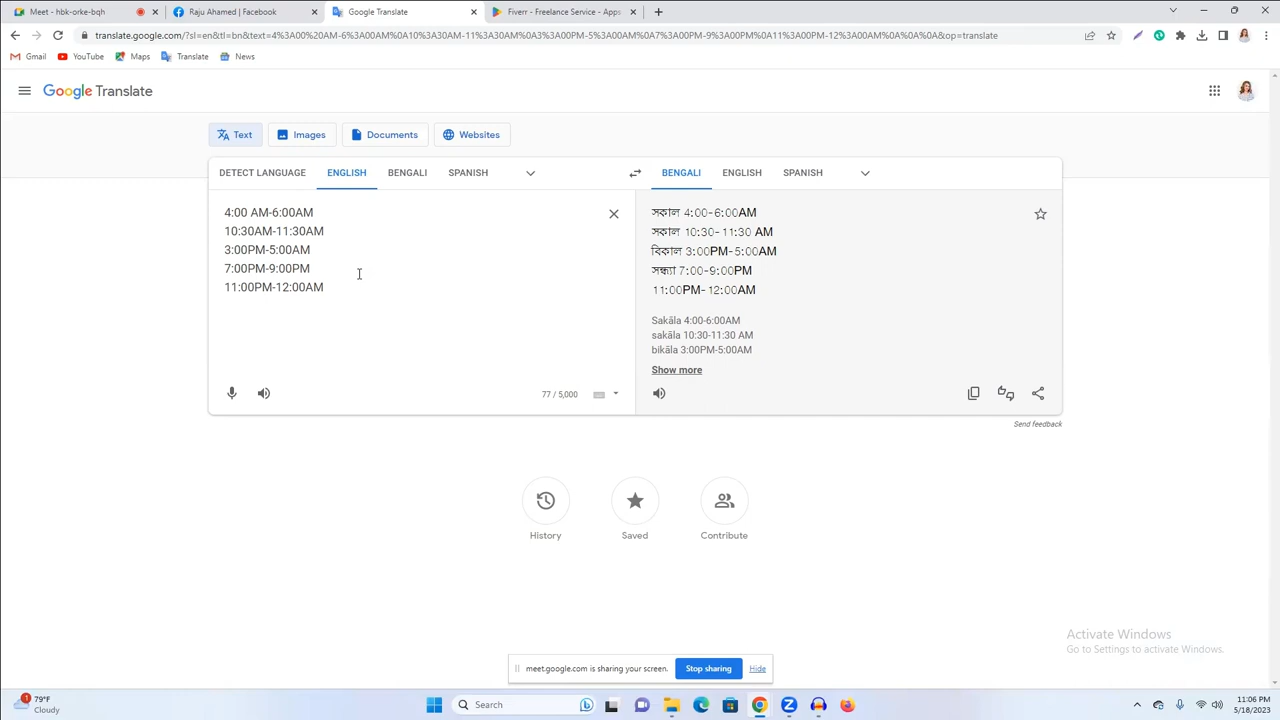 Meet - hbk-orke-bqh
Raju Ahamed | Facebook
Google Translate
Fiverr - Freelance Service - Apps
translate.google.com/?sl=en&tl=bn&text=4%3A00%20AM-6%3A00AM%0A10%3A30AM-11%3A30AM%0A3%3A00PM-5%3A00AM%0A7%3A00PM-9%3A00PM%0A11%3A00PM-12%3A00AM%0A%0A%0A&op=translate
Gmail YouTube Maps Translate News
Google Translate
Text Images Documents Websites
DETECT LANGUAGE ENGLISH BENGALI SPANISH
BENGALI ENGLISH SPANISH
4:00 AM-6:00AM
10:30AM-11:30AM
3:00PM-5:00AM
7:00PM-9:00PM
11:00PM-12:00AM
77 / 5,000
সকাল 4:00-6:00AM
সকাল 10:30-11:30 AM
বিকাল 3:00PM-5:00AM
সন্ধ্যা 7:00-9:00PM
11:00PM-12:00AM
Sakāla 4:00-6:00AM
sakāla 10:30-11:30 AM
bikāla 3:00PM-5:00AM
Show more
Send feedback
History Saved Contribute
Activate Windows
Go to Settings to activate Windows.
meet.google.com is sharing your screen. Stop sharing Hide
1
79°F
Cloudy
Search
11:06 PM
5/18/2023